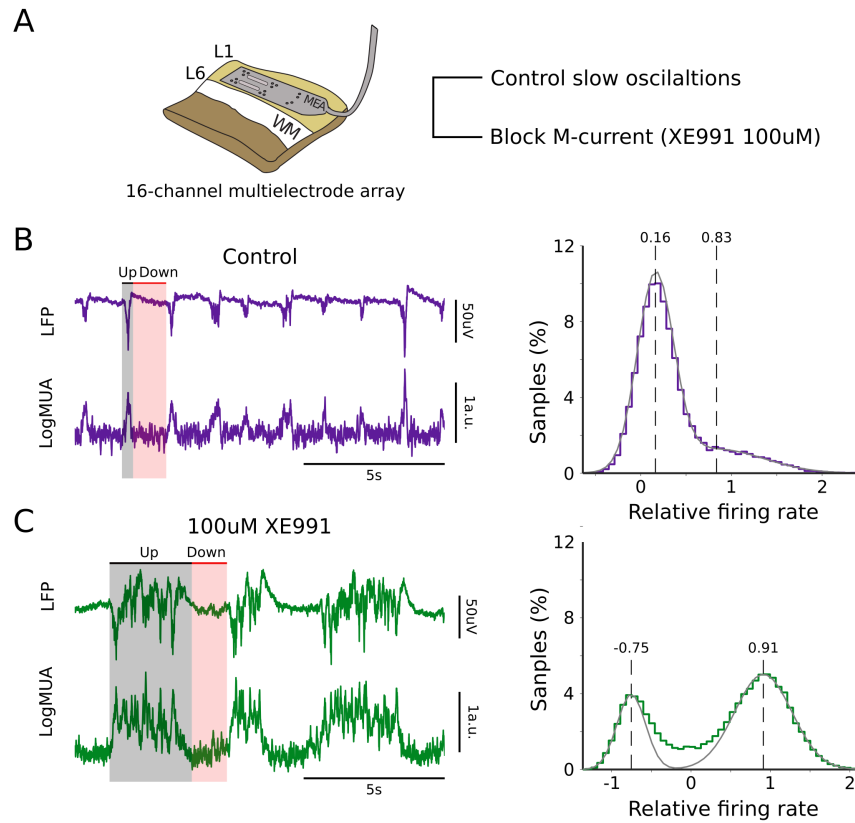 A
L1
L6
MEA
WM
16-channel multielectrode array
Control slow oscilaltions
Block M-current (XE991 100uM)
B
Control
Up Down
LFP
50uV
LogMUA
1a.u.
5s
0.16 0.83
12
8
4
0
Sanples (%)
0 1 2
Relative firing rate
C
100uM XE991
Up Down
LFP
50uV
LogMUA
1a.u.
5s
12
8
4
0
Sanples (%)
-0.75 0.91
-1 0 1 2
Relative firing rate